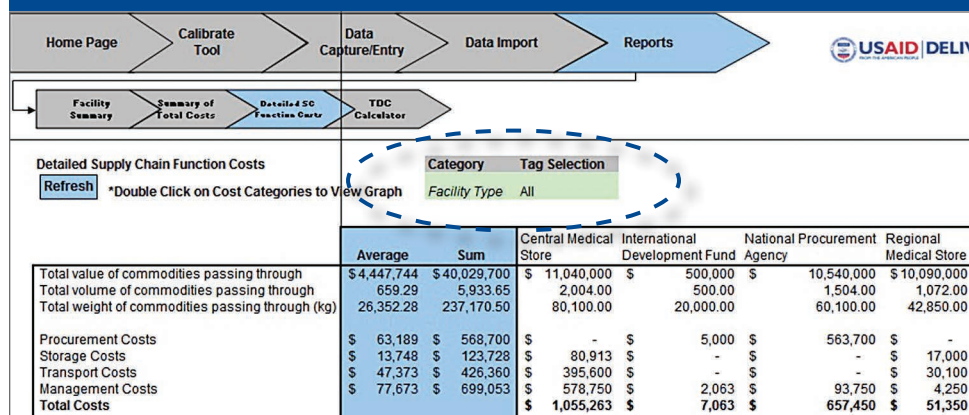 Home Page
Calibrate Tool
Data Capture/Entry
Data Import
Reports
USAID DELIV
FROM THE AMERICAN PEOPLE
Facility Summary
Summary of Total Costs
Detailed SC Function Costs
TDC Calculator
Detailed Supply Chain Function Costs
Category Tag Selection
Refresh *Double Click on Cost Categories to View Graph Facility Type All
Average Sum Central Medical Store International Development Fund National Procurement Agency Regional Medical Store
Total value of commodities passing through $4,447,744 $40,029,700 $ 11,040,000 $ 500,000 $ 10,540,000 $10,090,000
Total volume of commodities passing through 659.29 5,933.65 2,004.00 500.00 1,504.00 1,072.00
Total weight of commodities passing through (kg) 26,352.28 237,170.50 80,100.00 20,000.00 60,100.00 42,850.00
Procurement Costs $ 63,189 $ 568,700 $ - $ 5,000 $ 563,700 $ -
Storage Costs $ 13,748 $ 123,728 $ 80,913 $ - $ - $ 17,000
Transport Costs $ 47,373 $ 426,360 $ 395,600 $ - $ - $ 30,100
Management Costs $ 77,673 $ 699,053 $ 578,750 $ 2,063 $ 93,750 $ 4,250
Total Costs $ 1,055,263 $ 7,063 $ 657,450 $ 51,350